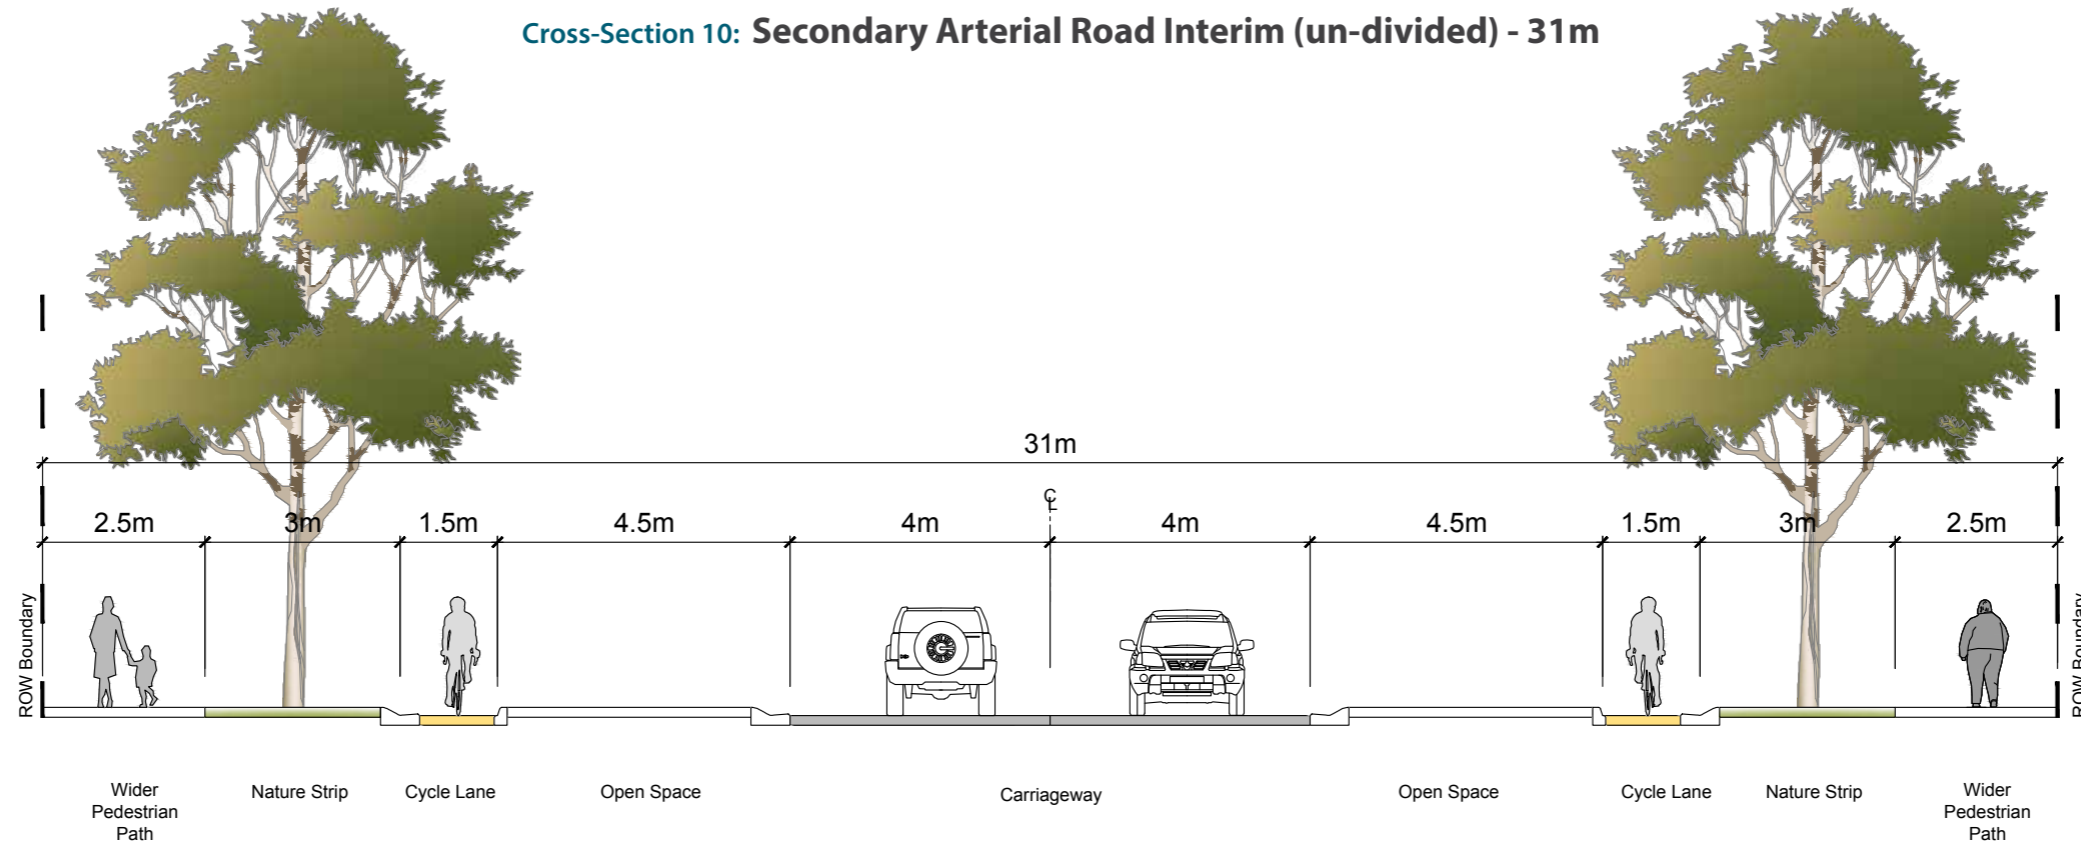 Cross-Section 10: Secondary Arterial Road Interim (un-divided) - 31m
31m
℄
2.5m 3m 1.5m 4.5m 4m 4m 4.5m 1.5m 3m 2.5m
ROW Boundary
ROW Boundary
Wider
Pedestrian
Path
Nature Strip
Cycle Lane
Open Space
Carriageway
Open Space
Cycle Lane
Nature Strip
Wider
Pedestrian
Path